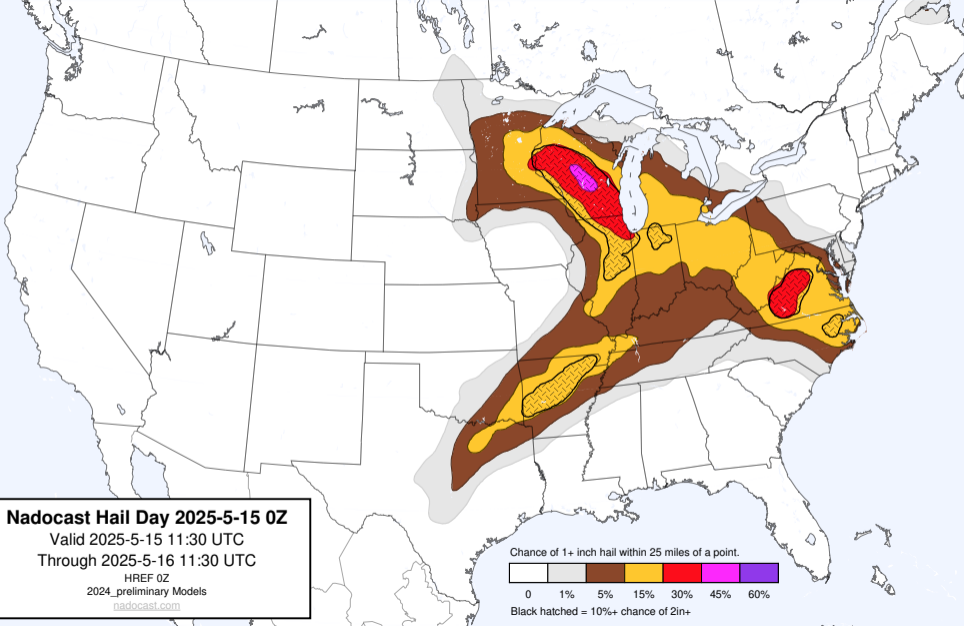 Nadocast Hail Day 2025-5-15 0Z
Valid 2025-5-15 11:30 UTC
Through 2025-5-16 11:30 UTC
HREF 0Z
2024_preliminary Models
nadocast.com
Chance of 1+ inch hail within 25 miles of a point.
0 1% 5% 15% 30% 45% 60%
Black hatched = 10%+ chance of 2in+